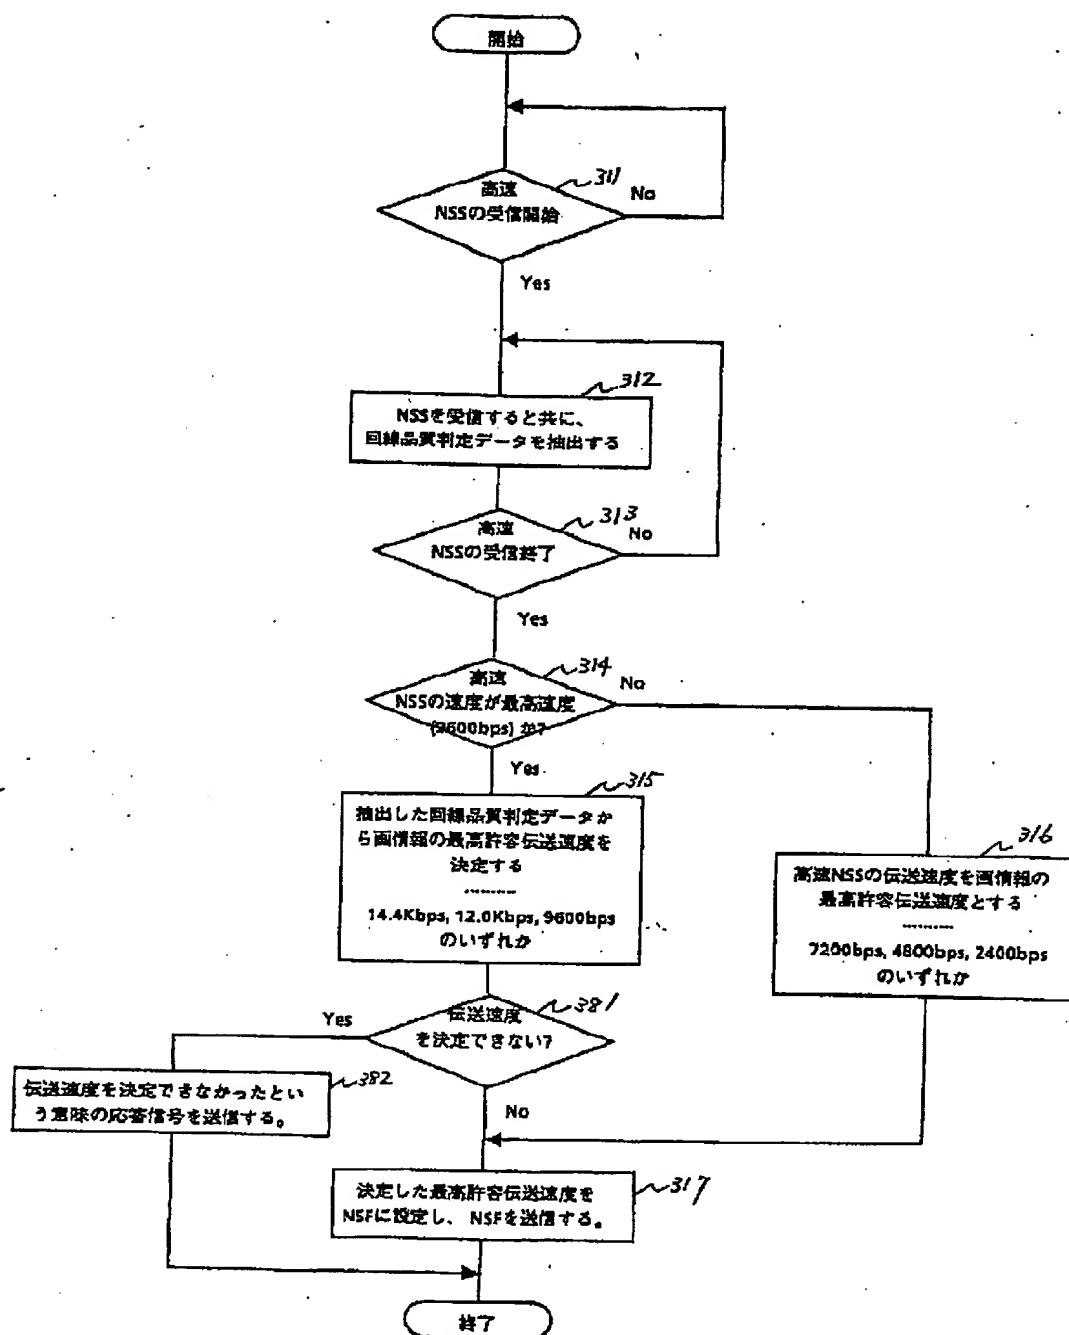 開始
311
高速
NSSの受信開始
No
Yes
312
NSSを受信すると共に、
回線品質判定データを抽出する
313
高速
NSSの受信終了
No
Yes
314
高速
NSSの速度が最高速度
(9600bps) か?
No
Yes
315
抽出した回線品質判定データか
ら画情報の最高許容伝送速度を
決定する
---------
14.4Kbps, 12.0Kbps, 9600bps
のいずれか
316
高速NSSの伝送速度を画情報の
最高許容伝送速度とする
---------
7200bps, 4800bps, 2400bps
のいずれか
381
伝送速度
を決定できない?
Yes
No
382
伝送速度を決定できなかったとい
う意味の応答信号を送信する。
317
決定した最高許容伝送速度を
NSFに設定し、NSFを送信する。
終了